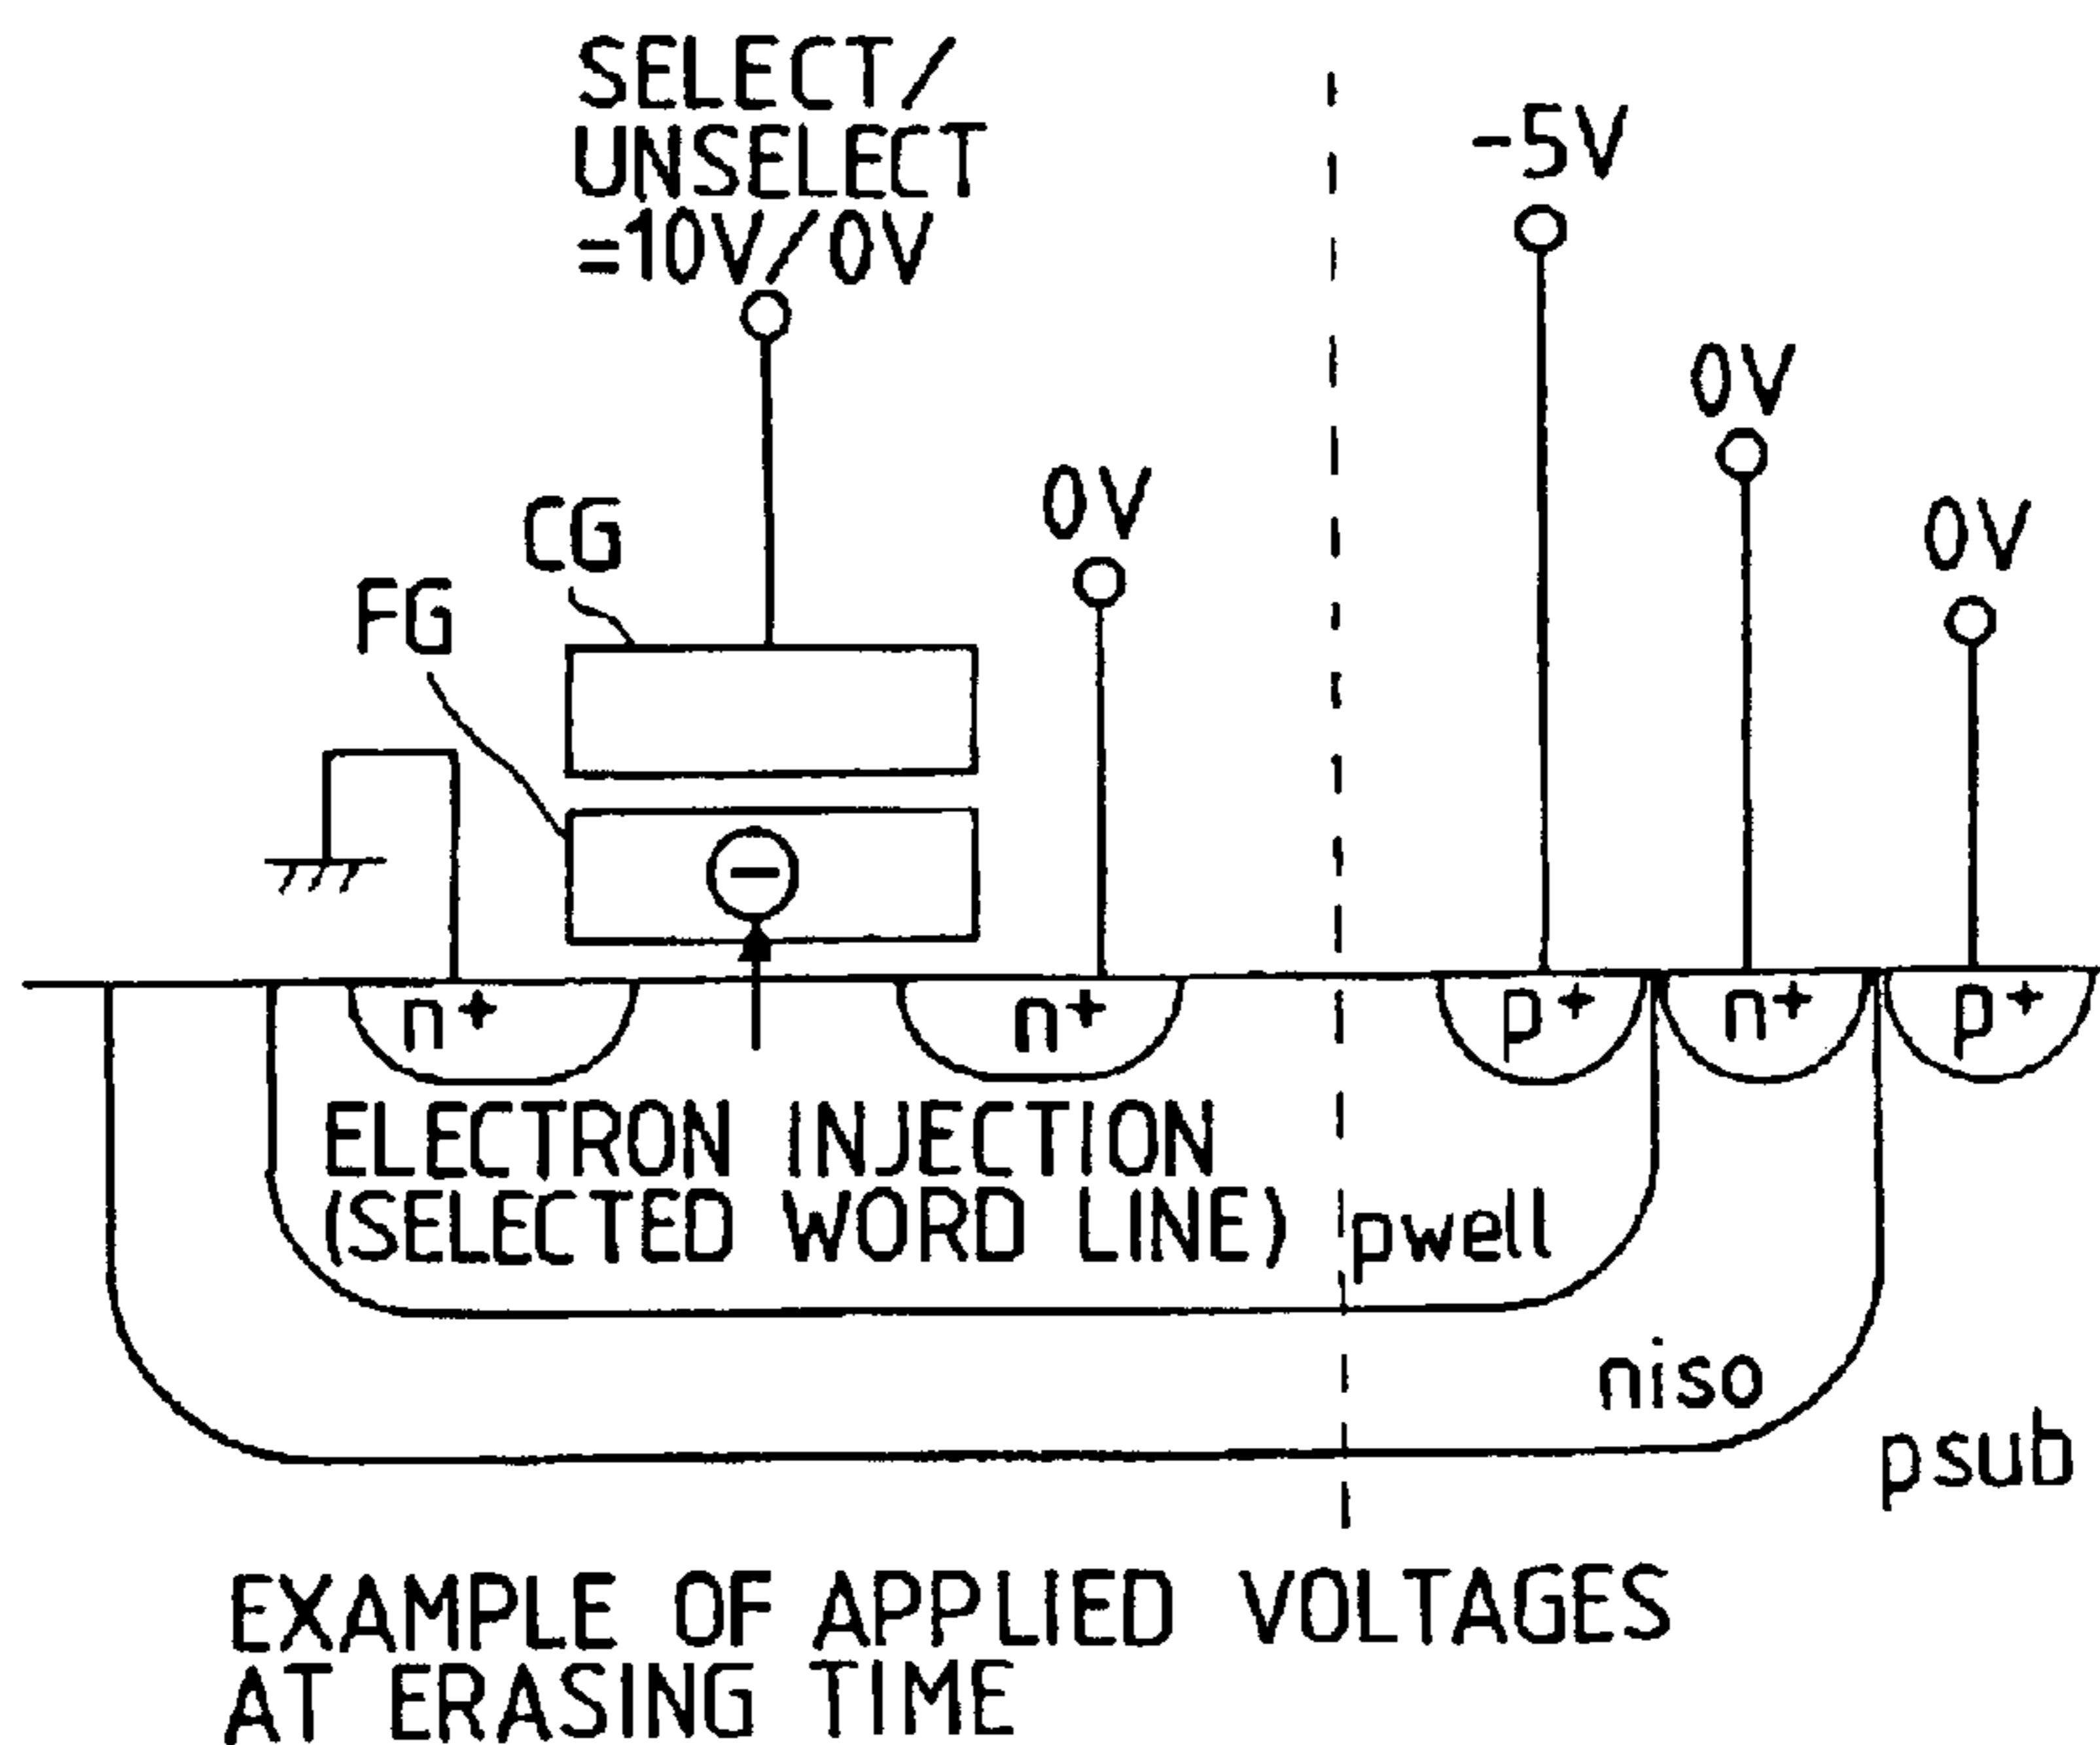 SELECT/
UNSELECT
=10V/0V
-5V
0V
0V
0V
CG
FG
n+
n+
p+
n+
p+
ELECTRON INJECTION
(SELECTED WORD LINE)
pwell
niso
psub
EXAMPLE OF APPLIED VOLTAGES
AT ERASING TIME